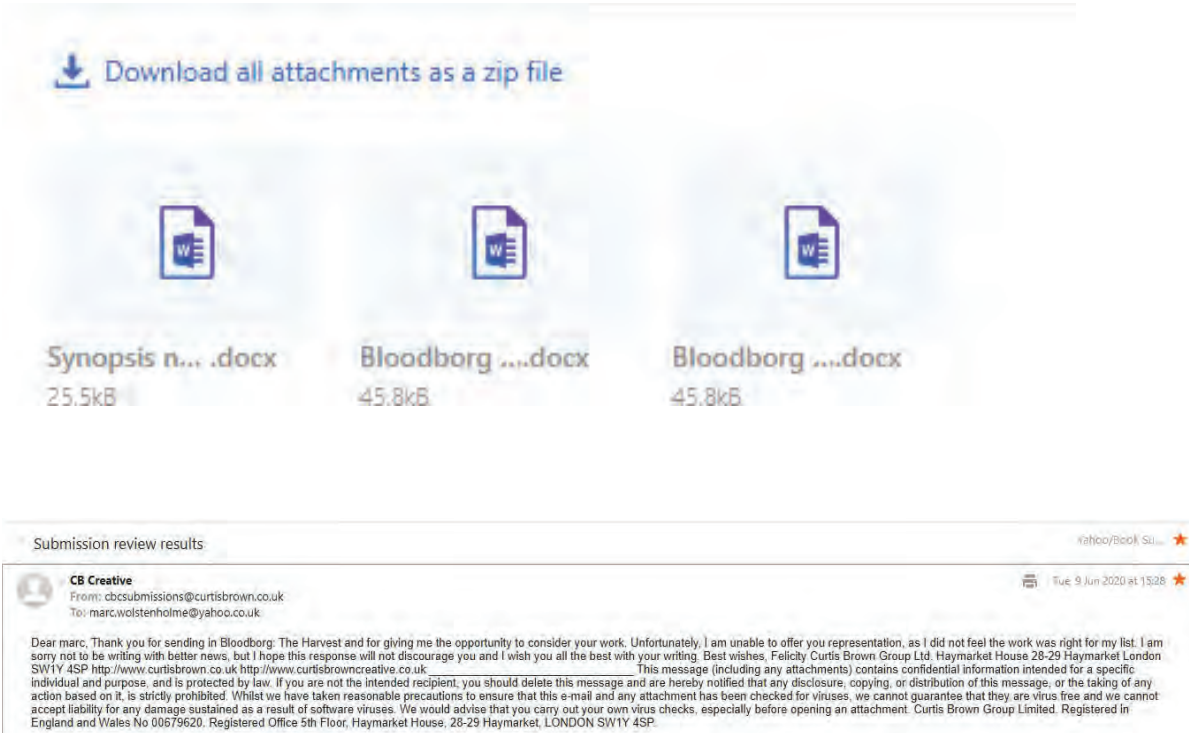 Download all attachments as a zip file
Synopsis n... .docx
Bloodborg ....docx
Bloodborg ....docx
25.5kB
45.8kB
45.8kB
Submission review results
Yahoo/Book Su...
CB Creative
Tue, 9 Jun 2020 at 15:28
From: cbcsubmissions@curtisbrown.co.uk
To: marc.wolstenholme@yahoo.co.uk
Dear marc, Thank you for sending in Bloodborg: The Harvest and for giving me the opportunity to consider your work. Unfortunately, I am unable to offer you representation, as I did not feel the work was right for my list. I am
sorry not to be writing with better news, but I hope this response will not discourage you and I wish you all the best with your writing. Best wishes, Felicity Curtis Brown Group Ltd. Haymarket House 28-29 Haymarket London
SW1Y 4SP http://www.curtisbrown.co.uk http://www.curtisbrowncreative.co.uk ________________________________ This message (including any attachments) contains confidential information intended for a specific
individual and purpose, and is protected by law. If you are not the intended recipient, you should delete this message and are hereby notified that any disclosure, copying, or distribution of this message, or the taking of any
action based on it, is strictly prohibited. Whilst we have taken reasonable precautions to ensure that this e-mail and any attachment has been checked for viruses, we cannot guarantee that they are virus free and we cannot
accept liability for any damage sustained as a result of software viruses. We would advise that you carry out your own virus checks, especially before opening an attachment. Curtis Brown Group Limited. Registered in
England and Wales No 00679620. Registered Office 5th Floor, Haymarket House, 28-29 Haymarket, LONDON SW1Y 4SP.